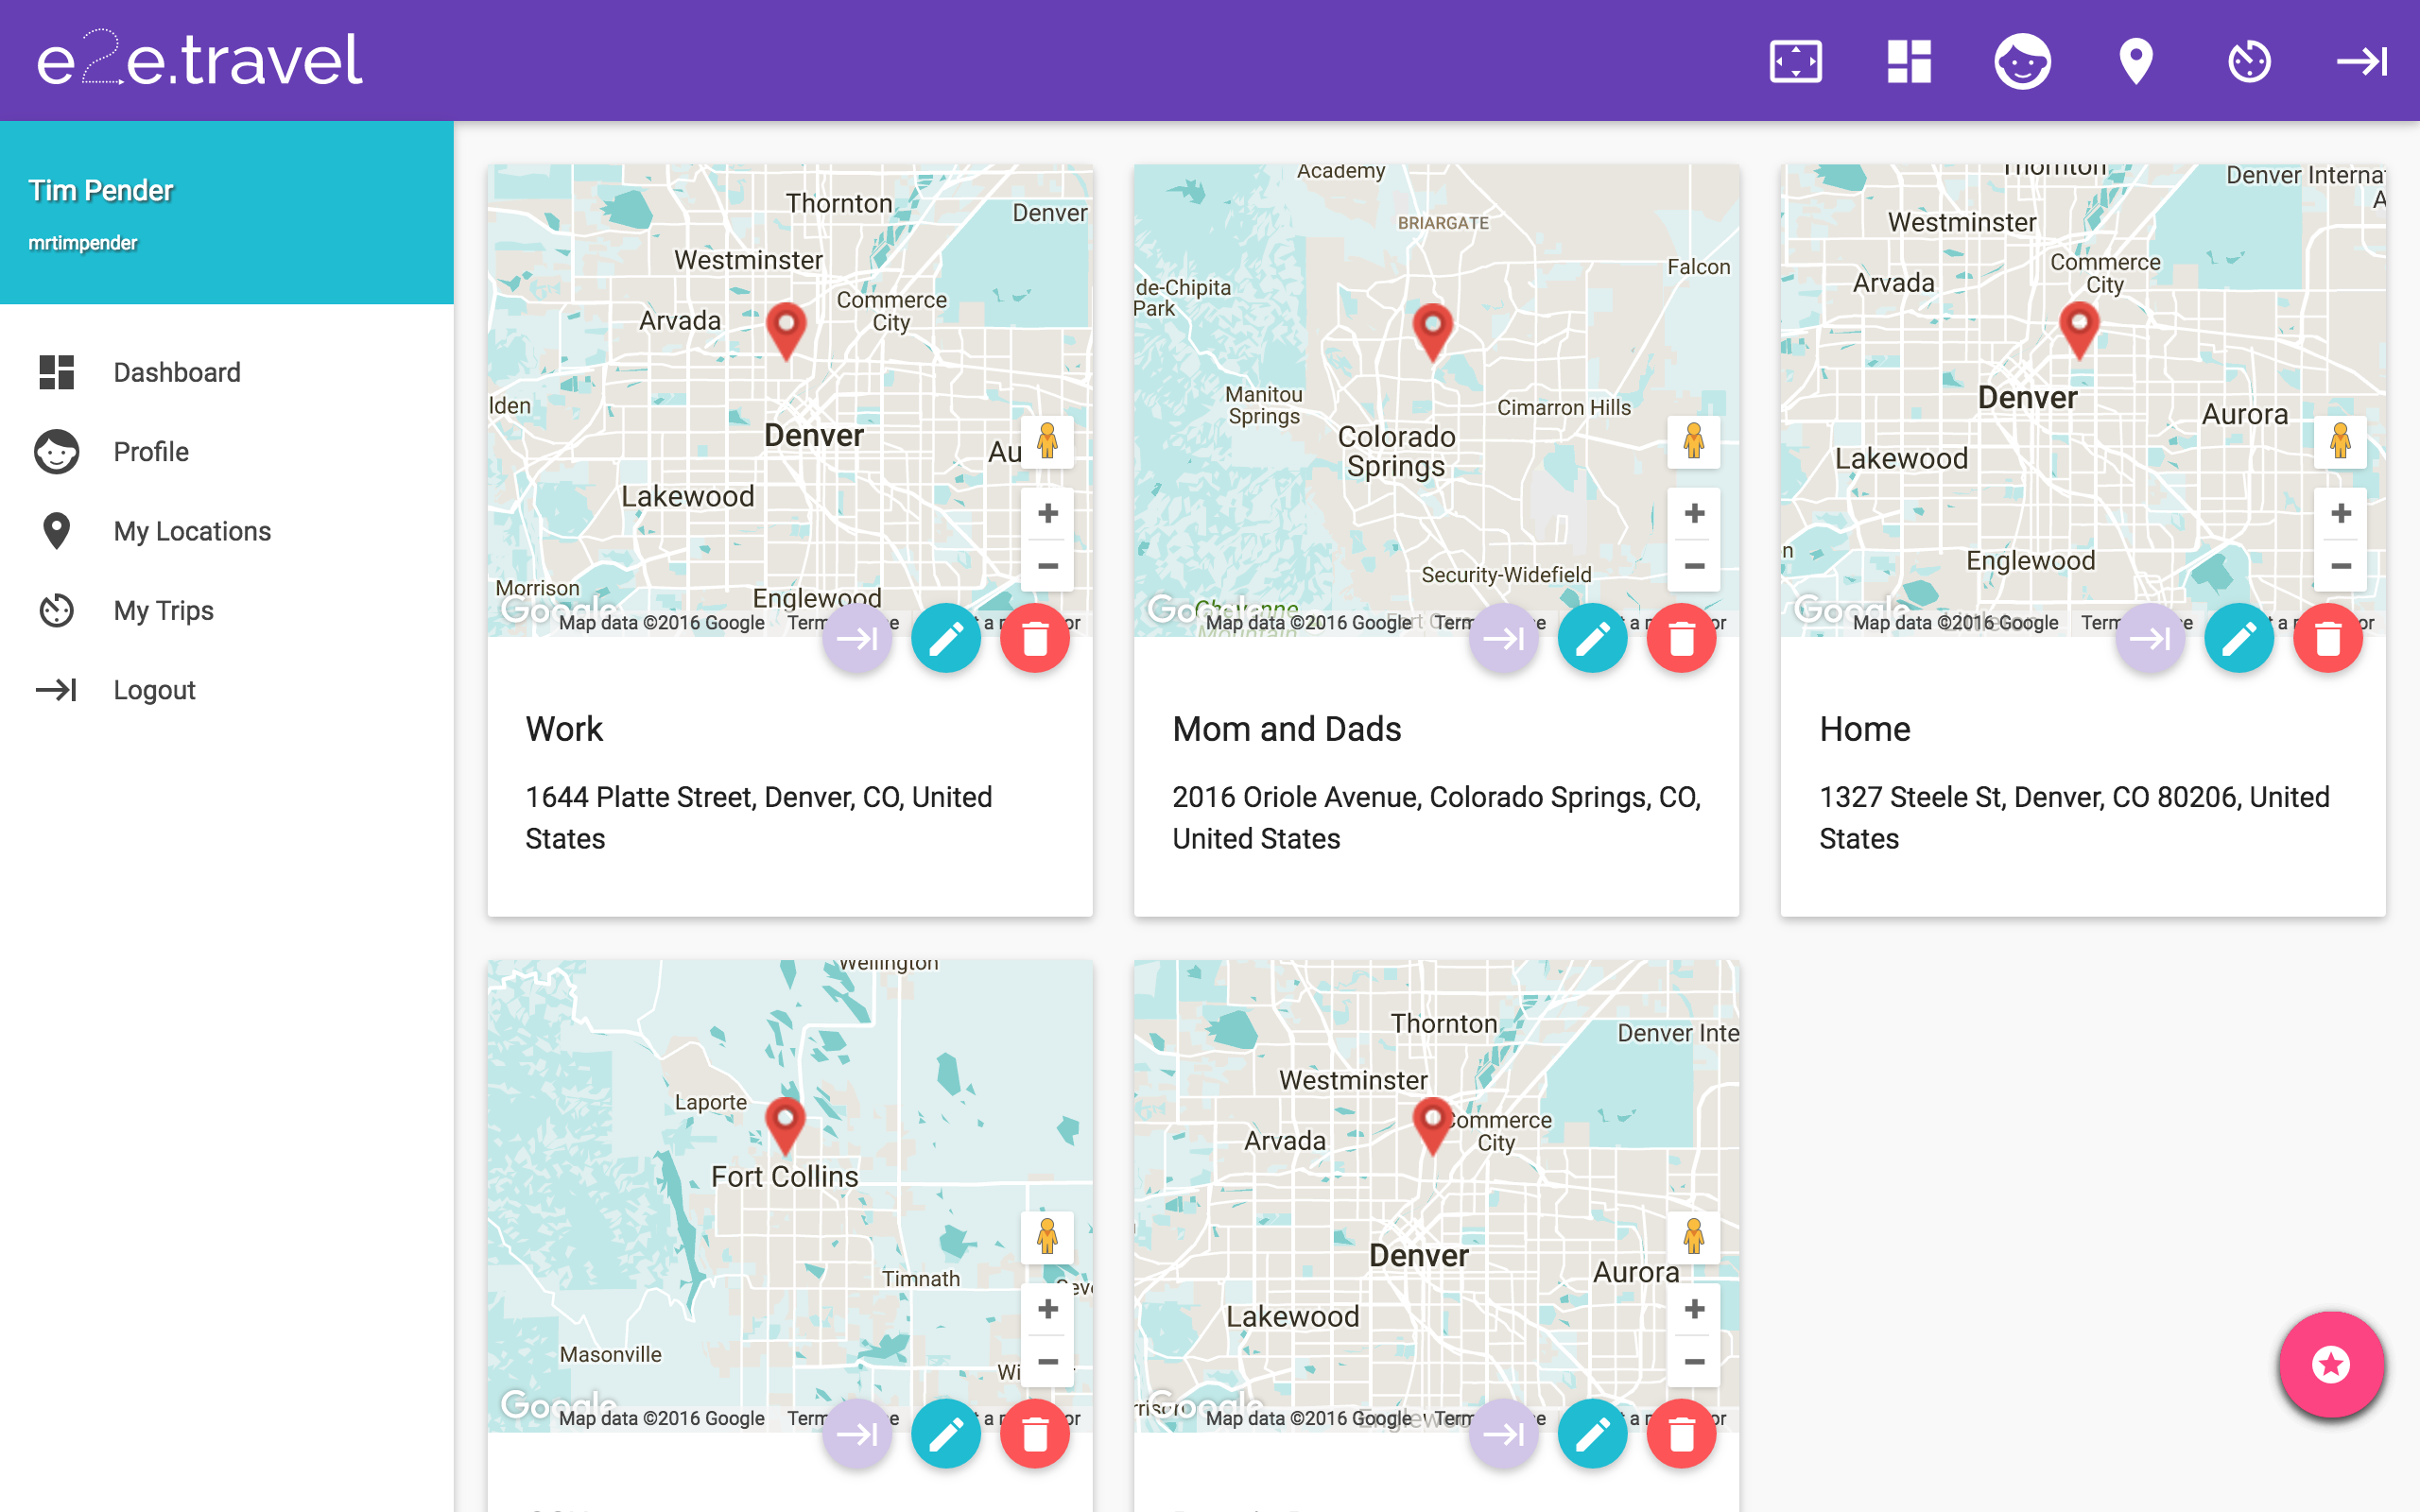 e2e.travel
Tim Pender
mrtimpender
Dashboard
Profile
My Locations
My Trips
Logout
Thornton
Denver
Westminster
Commerce
City
Arvada
lden
Denver
Au
Lakewood
Morrison
Englewood
Google
Map data ©2016 Google
Work
1644 Platte Street, Denver, CO, United
States
Academy
BRIARGATE
Falcon
de-Chipita
Park
Manitou
Springs
Cimarron Hills
Colorado
Springs
Security-Widefield
Cheyenne
Mountain
Google
Map data ©2016 Google
Mom and Dads
2016 Oriole Avenue, Colorado Springs, CO,
United States
Thornton
Denver Interna
Westminster
Commerce
City
Arvada
Denver
Aurora
Lakewood
Englewood
Littleton
Google
Map data ©2016 Google
Home
1327 Steele St, Denver, CO 80206, United
States
Wellington
Laporte
Fort Collins
Timnath
Seve
Masonville
Wi
Google
Map data ©2016 Google
Thornton
Denver Inte
Westminster
Commerce
City
Arvada
Denver
Aurora
Lakewood
Google
Map data ©2016 Google